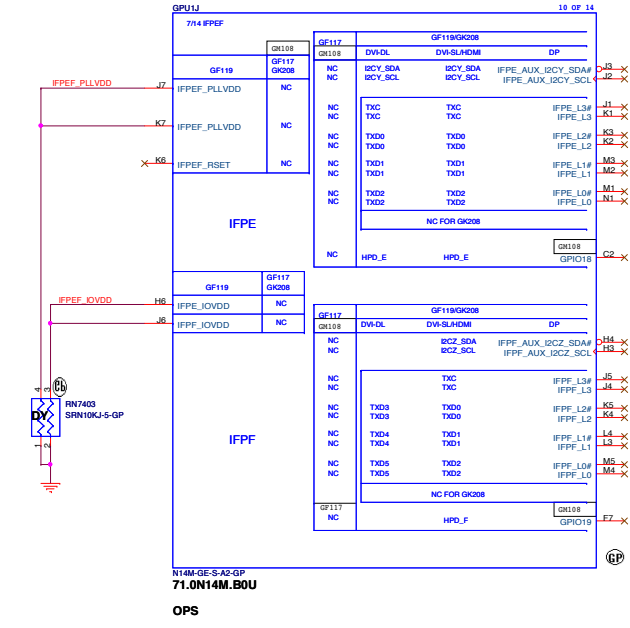 GPU1J 10 OF 14
7/14 IFPEF
GM108
GF119
GF117
GK208
IFPEF_PLLVDD J7 IFPEF_PLLVDD NC
K7 IFPEF_PLLVDD NC
K6 IFPEF_RSET NC
IFPE
GF117 GF119/GK208
GM108 DVI-DL DVI-SL/HDMI DP
NC I2CY_SDA I2CY_SDA IFPE_AUX_I2CY_SDA# J3
NC I2CY_SCL I2CY_SCL IFPE_AUX_I2CY_SCL J2
NC TXC TXC IFPE_L3# J1
NC TXC TXC IFPE_L3 K1
NC TXD0 TXD0 IFPE_L2# K3
NC TXD0 TXD0 IFPE_L2 K2
NC TXD1 TXD1 IFPE_L1# M3
NC TXD1 TXD1 IFPE_L1 M2
NC TXD2 TXD2 IFPE_L0# M1
NC TXD2 TXD2 IFPE_L0 N1
NC FOR GK208
GM108
NC HPD_E HPD_E GPIO18 C2
GF119
GF117
GK208
IFPEF_IOVDD H6 IFPE_IOVDD NC
J6 IFPF_IOVDD NC
IFPF
GF117 GF119/GK208
GM108 DVI-DL DVI-SL/HDMI DP
NC I2CZ_SDA IFPF_AUX_I2CZ_SDA# H4
NC I2CZ_SCL IFPF_AUX_I2CZ_SCL H3
NC TXC IFPF_L3# J5
NC TXC IFPF_L3 J4
NC TXD3 TXD0 IFPF_L2# K5
NC TXD3 TXD0 IFPF_L2 K4
NC TXD4 TXD1 IFPF_L1# L4
NC TXD4 TXD1 IFPF_L1 L3
NC TXD5 TXD2 IFPF_L0# M5
NC TXD5 TXD2 IFPF_L0 M4
NC FOR GK208
GF117 GM108
NC HPD_F GPIO19 F7
4 3
RN7403
DY SRN10KJ-5-GP
1 2
GP
N14M-GE-S-A2-GP
71.0N14M.B0U
OPS